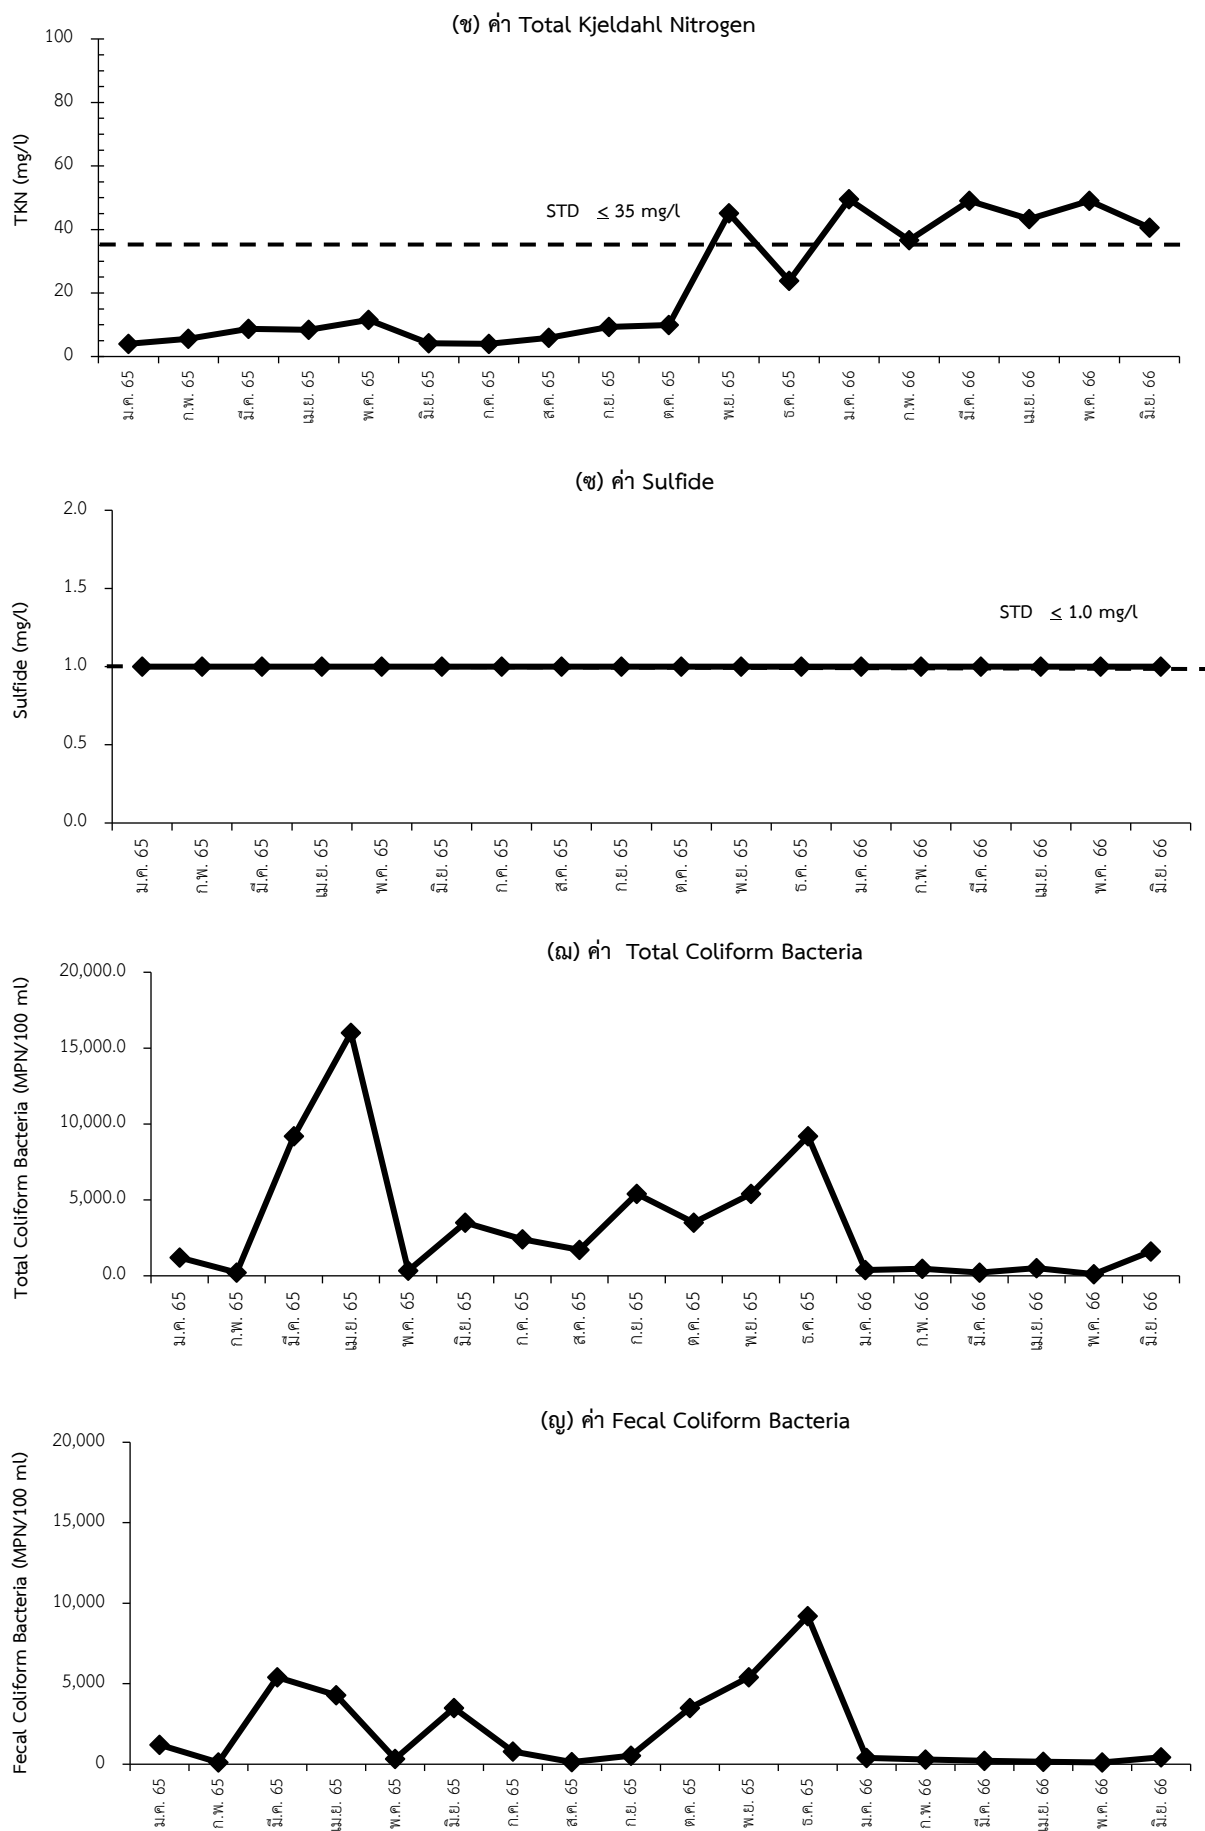 (ช) ค่า Total Kjeldahl Nitrogen
TKN (mg/l)
100
80
60
40
20
0
STD ≤ 35 mg/l
ม.ค. 65
ก.พ. 65
มี.ค. 65
เม.ย. 65
พ.ค. 65
มิ.ย. 65
ก.ค. 65
ส.ค. 65
ก.ย. 65
ต.ค. 65
พ.ย. 65
ธ.ค. 65
ม.ค. 66
ก.พ. 66
มี.ค. 66
เม.ย. 66
พ.ค. 66
มิ.ย. 66
(ซ) ค่า Sulfide
Sulfide (mg/l)
2.0
1.5
1.0
0.5
0.0
STD ≤ 1.0 mg/l
ม.ค. 65
ก.พ. 65
มี.ค. 65
เม.ย. 65
พ.ค. 65
มิ.ย. 65
ก.ค. 65
ส.ค. 65
ก.ย. 65
ต.ค. 65
พ.ย. 65
ธ.ค. 65
ม.ค. 66
ก.พ. 66
มี.ค. 66
เม.ย. 66
พ.ค. 66
มิ.ย. 66
(ฌ) ค่า Total Coliform Bacteria
Total Coliform Bacteria (MPN/100 ml)
20,000.0
15,000.0
10,000.0
5,000.0
0.0
ม.ค. 65
ก.พ. 65
มี.ค. 65
เม.ย. 65
พ.ค. 65
มิ.ย. 65
ก.ค. 65
ส.ค. 65
ก.ย. 65
ต.ค. 65
พ.ย. 65
ธ.ค. 65
ม.ค. 66
ก.พ. 66
มี.ค. 66
เม.ย. 66
พ.ค. 66
มิ.ย. 66
(ญ) ค่า Fecal Coliform Bacteria
Fecal Coliform Bacteria (MPN/100 ml)
20,000
15,000
10,000
5,000
0
ม.ค. 65
ก.พ. 65
มี.ค. 65
เม.ย. 65
พ.ค. 65
มิ.ย. 65
ก.ค. 65
ส.ค. 65
ก.ย. 65
ต.ค. 65
พ.ย. 65
ธ.ค. 65
ม.ค. 66
ก.พ. 66
มี.ค. 66
เม.ย. 66
พ.ค. 66
มิ.ย. 66